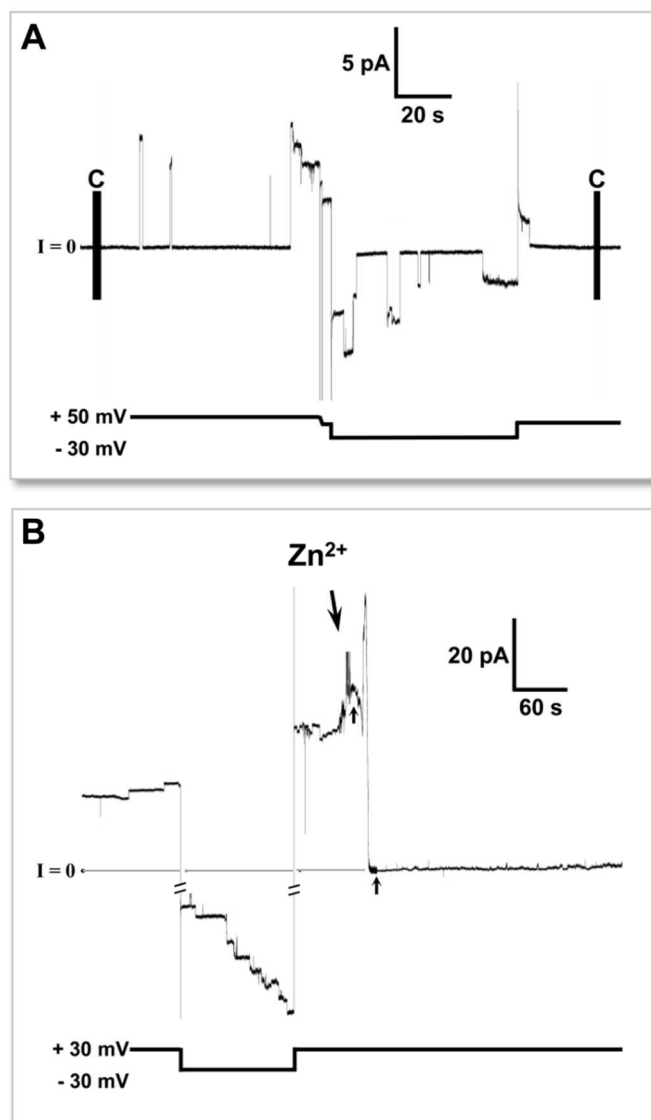 A
5 pA
20 s
C
C
I = 0
+ 50 mV
- 30 mV
B
Zn²⁺
20 pA
60 s
I = 0
+ 30 mV
- 30 mV